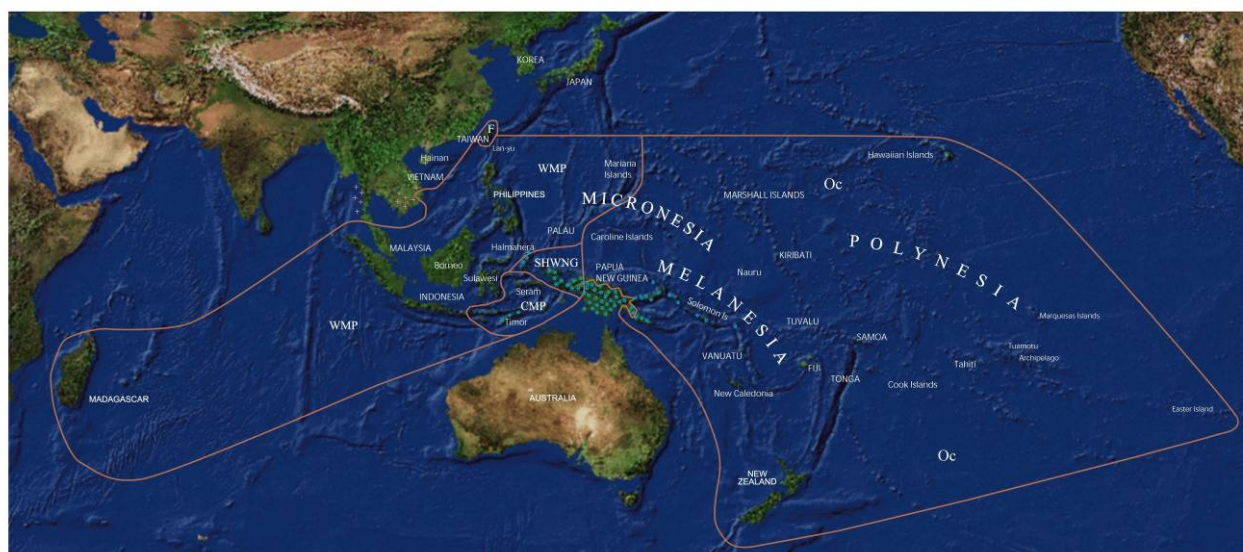 KOREA
JAPAN
F
TAIWAN
Lan-yu
Hainan
VIETNAM
WMP
Mariana
Islands
Hawaiian Islands
PHILIPPINES
MARSHALL ISLANDS
Oc
MICRONESIA
PALAU
Caroline Islands
POLYNESIA
MALAYSIA
Halmahera
KIRIBATI
Borneo
SHWNG
PAPUA
NEW GUINEA
MELANESIA
Nauru
Sulawesi
INDONESIA
Seram
CMP
Solomon Is
Marquesas Islands
WMP
Timor
TUVALU
SAMOA
Tuamotu
Archipelago
VANUATU
FIJI
Tahiti
TONGA
Cook Islands
MADAGASCAR
AUSTRALIA
New Caledonia
Easter Island
Oc
NEW
ZEALAND